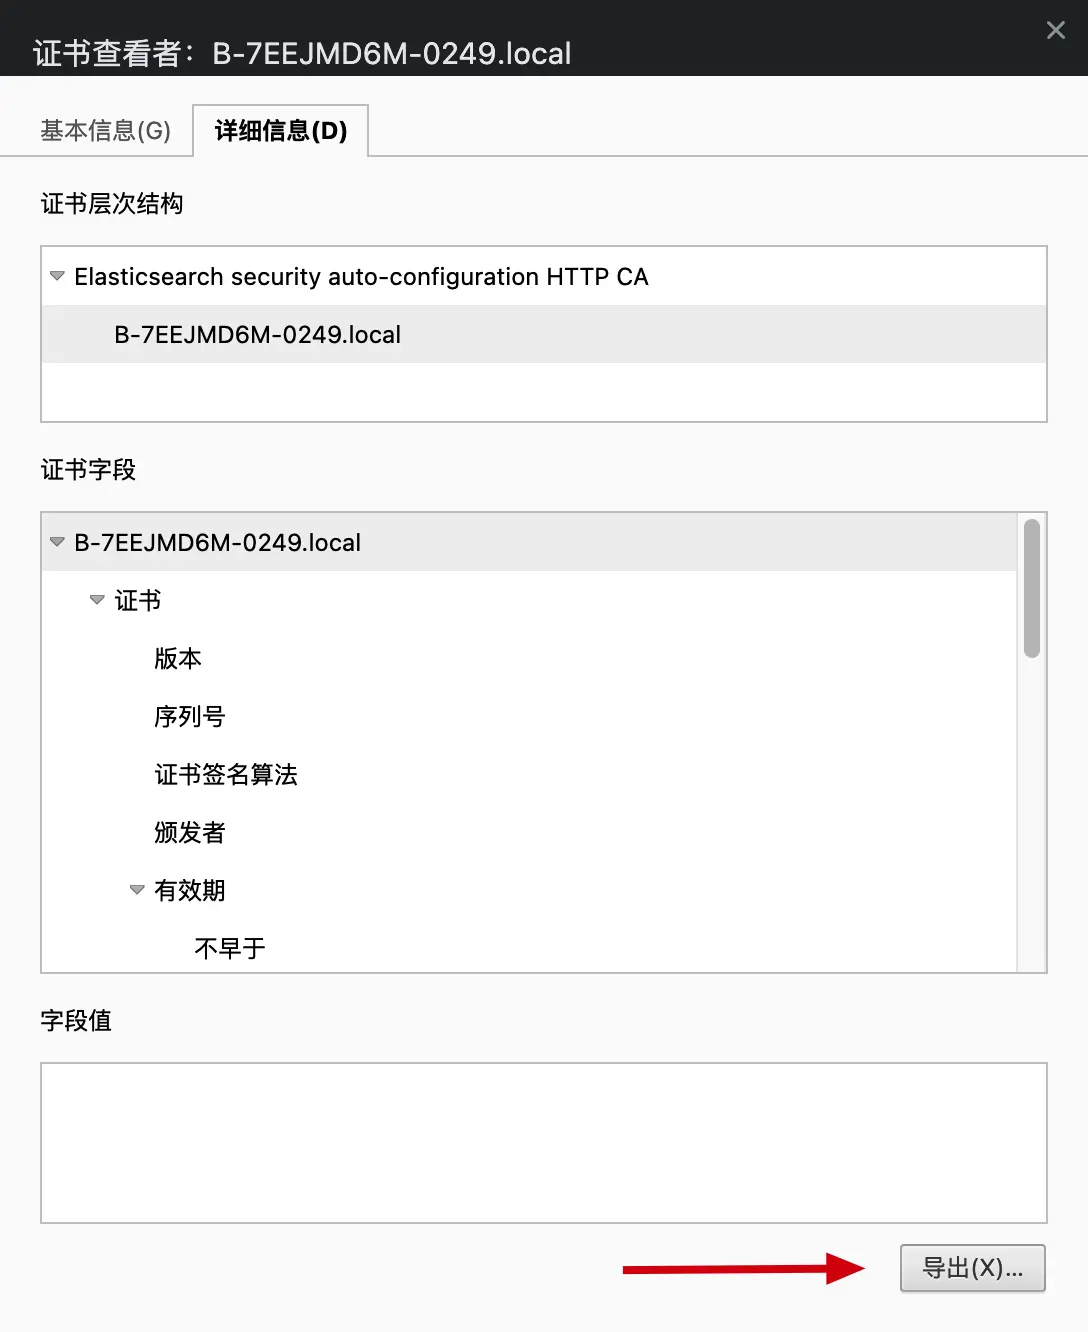 证书查看者：B-7EEJMD6M-0249.local
基本信息(G) 详细信息(D)
证书层次结构
Elasticsearch security auto-configuration HTTP CA
B-7EEJMD6M-0249.local
证书字段
B-7EEJMD6M-0249.local
证书
版本
序列号
证书签名算法
颁发者
有效期
不早于
字段值
导出(X)...